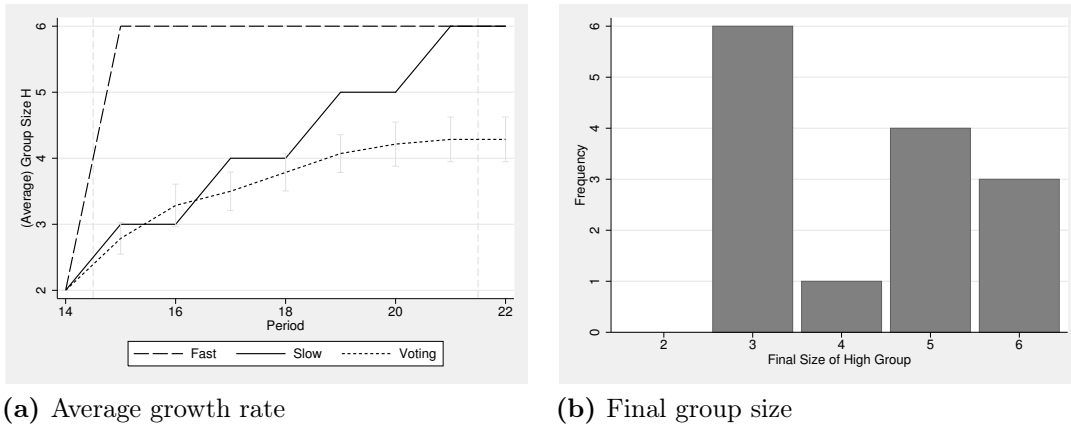 (Average) Group Size H
6
5
4
3
2
14
16
18
20
22
Period
Fast
Slow
Voting
(a) Average growth rate
Frequency
6
5
4
3
2
1
0
2
3
4
5
6
Final Size of High Group
(b) Final group size